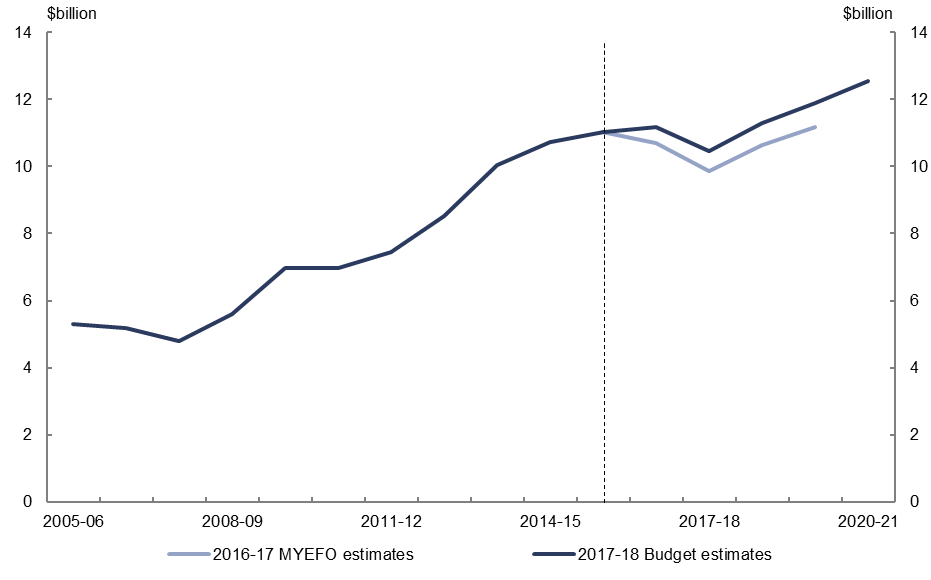 $billion $billion
14 14
12 12
10 10
8 8
6 6
4 4
2 2
0 0
2005-06 2008-09 2011-12 2014-15 2017-18 2020-21
2016-17 MYEFO estimates 2017-18 Budget estimates